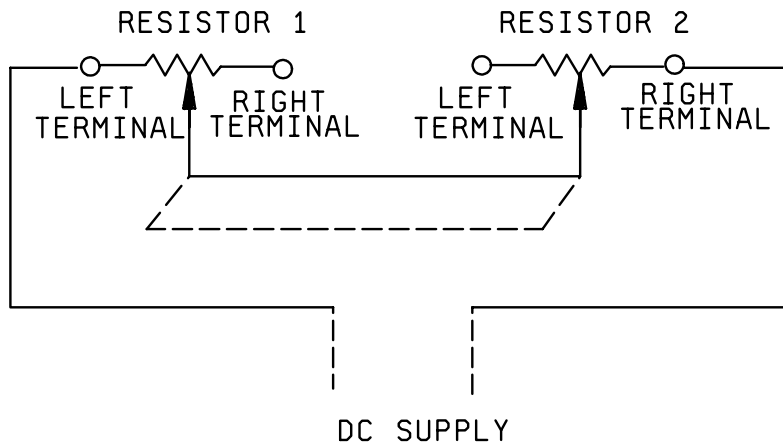 RESISTOR 1
RESISTOR 2
LEFT
TERMINAL
RIGHT
TERMINAL
LEFT
TERMINAL
RIGHT
TERMINAL
DC SUPPLY